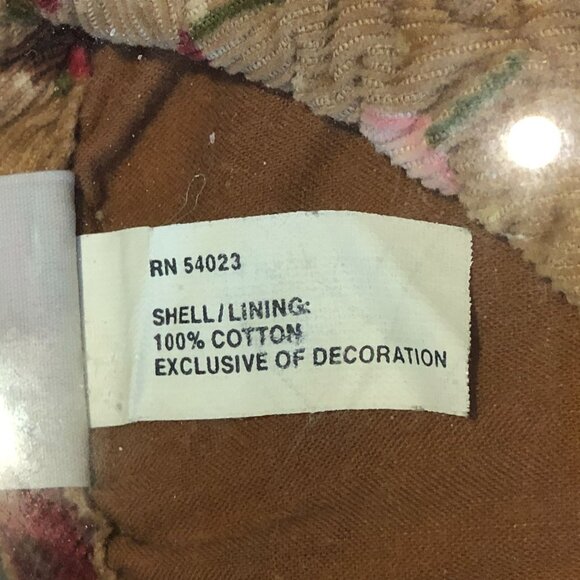 RN 54023
SHELL/LINING:
100% COTTON
EXCLUSIVE OF DECORATION